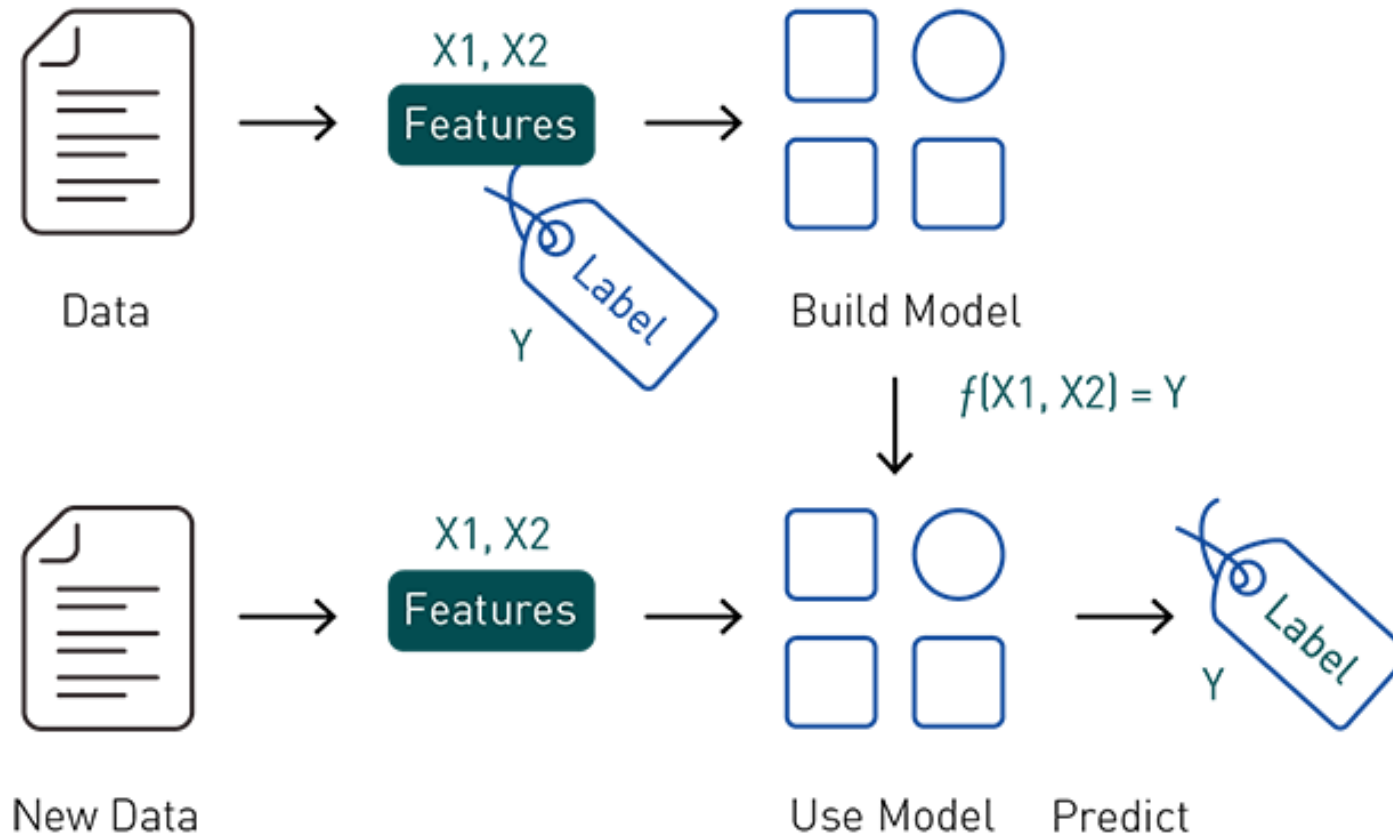 X1, X2
Features
Label
Y
Data
Build Model
ƒ(X1, X2) = Y
X1, X2
Features
Label
Y
New Data
Use Model
Predict